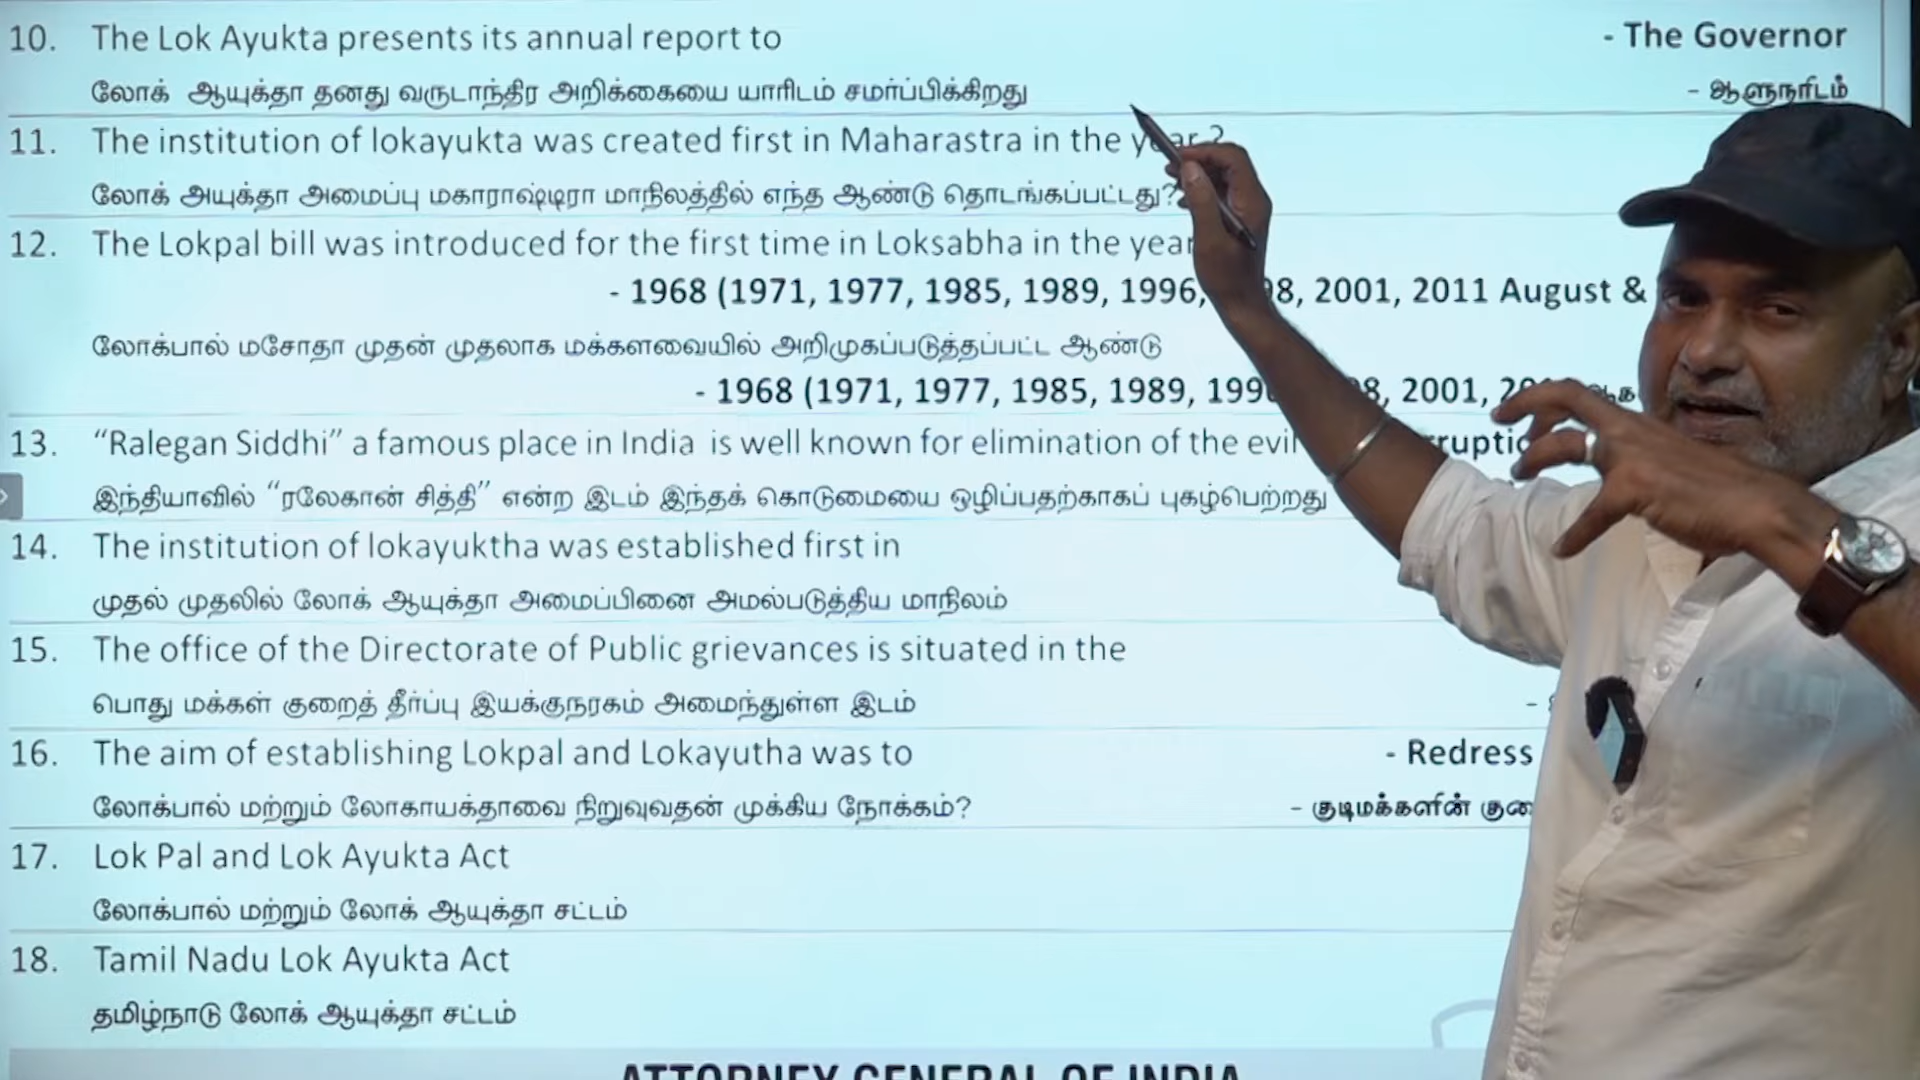 10. The Lok Ayukta presents its annual report to - The Governor
லோக் ஆயுக்தா தனது வருடாந்திர அறிக்கையை யாரிடம் சமர்ப்பிக்கிறது - ஆளுநரிடம்
11. The institution of lokayukta was created first in Maharastra in the year ?
லோக் அயுக்தா அமைப்பு மகாராஷ்டிரா மாநிலத்தில் எந்த ஆண்டு தொடங்கப்பட்டது?
12. The Lokpal bill was introduced for the first time in Loksabha in the year
- 1968 (1971, 1977, 1985, 1989, 1996, 2001, 2011 August &
லோக்பால் மசோதா முதன் முதலாக மக்களவையில் அறிமுகப்படுத்தப்பட்ட ஆண்டு
- 1968 (1971, 1977, 1985, 1989, 2001,
13. “Ralegan Siddhi” a famous place in India is well known for elimination of the evil
இந்தியாவில் “ரலேகான் சித்தி” என்ற இடம் இந்தக் கொடுமையை ஒழிப்பதற்காகப் புகழ்பெற்றது
14. The institution of lokayuktha was established first in
முதல் முதலில் லோக் ஆயுக்தா அமைப்பினை அமல்படுத்திய மாநிலம்
15. The office of the Directorate of Public grievances is situated in the
பொது மக்கள் குறைத் தீர்ப்பு இயக்குநரகம் அமைந்துள்ள இடம் -
16. The aim of establishing Lokpal and Lokayutha was to - Redress
லோக்பால் மற்றும் லோகாயக்தாவை நிறுவுவதன் முக்கிய நோக்கம்? - குடிமக்களின்
17. Lok Pal and Lok Ayukta Act
லோக்பால் மற்றும் லோக் ஆயுக்தா சட்டம்
18. Tamil Nadu Lok Ayukta Act
தமிழ்நாடு லோக் ஆயுக்தா சட்டம்
ATTORNEY GENERAL OF INDIA